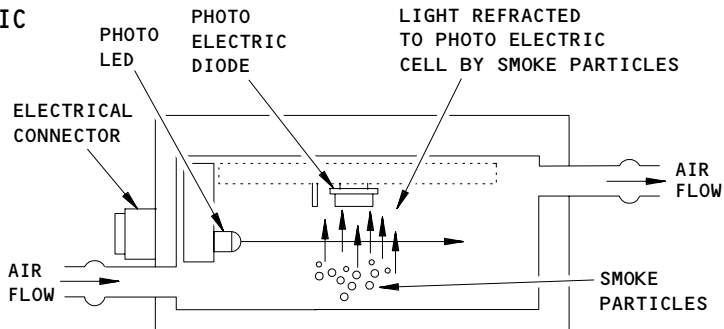 IC
PHOTO
LED
PHOTO
ELECTRIC
DIODE
LIGHT REFRACTED
TO PHOTO ELECTRIC
CELL BY SMOKE PARTICLES
ELECTRICAL
CONNECTOR
AIR
FLOW
AIR
FLOW
SMOKE
PARTICLES